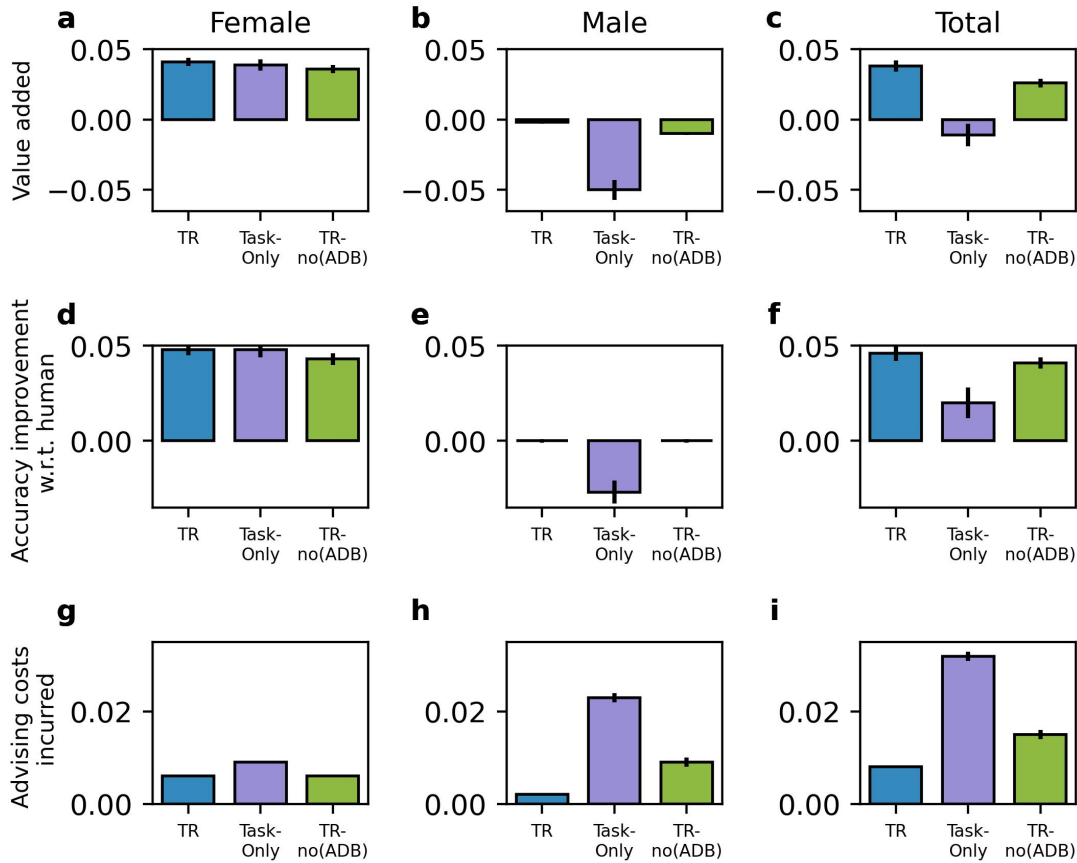 a Female
b Male
c Total
Value added
0.05
0.00
−0.05
TR
Task-
Only
TR-
no(ADB)
0.05
0.00
−0.05
TR
Task-
Only
TR-
no(ADB)
0.05
0.00
−0.05
TR
Task-
Only
TR-
no(ADB)
d
e
f
Accuracy improvement
w.r.t. human
0.05
0.00
TR
Task-
Only
TR-
no(ADB)
TR
Task-
Only
TR-
no(ADB)
0.05
0.00
0.05
0.00
TR
Task-
Only
TR-
no(ADB)
g
h
i
Advising costs
incurred
0.02
0.00
TR
Task-
Only
TR-
no(ADB)
0.02
0.00
TR
Task-
Only
TR-
no(ADB)
0.02
0.00
TR
Task-
Only
TR-
no(ADB)